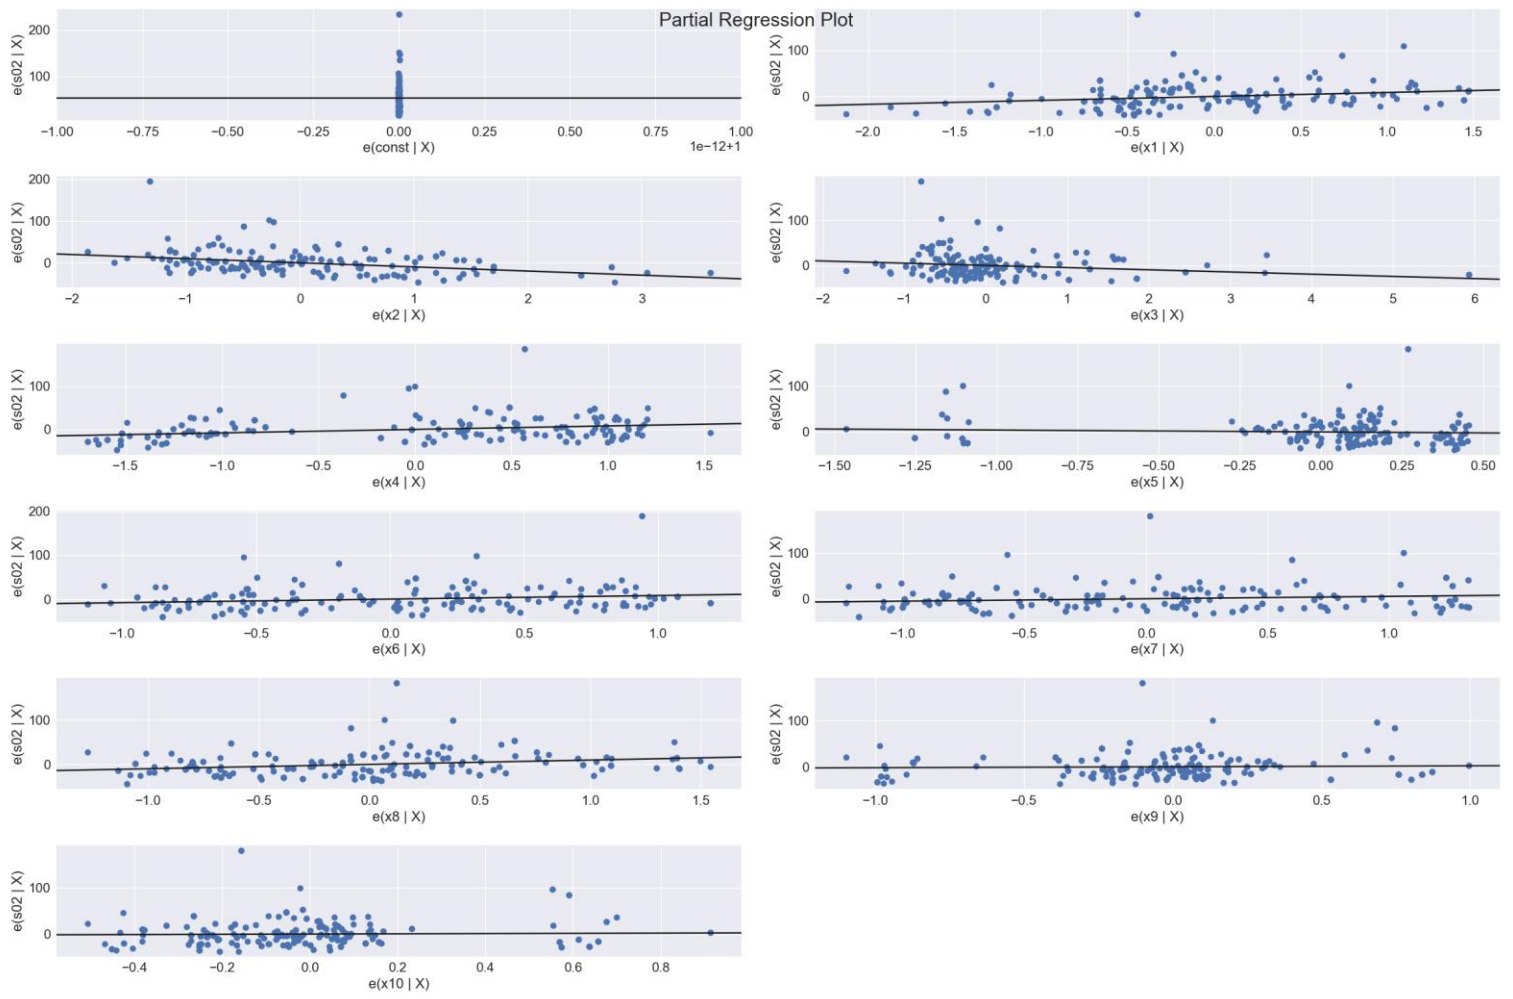 Partial Regression Plot
e(s02 | X)
200
100
−1.00 −0.75 −0.50 −0.25 0.00 0.25 0.50 0.75 1.00
e(const | X)
1e−12+1
e(s02 | X)
100
0
−2.0 −1.5 −1.0 −0.5 0.0 0.5 1.0 1.5
e(x1 | X)
e(s02 | X)
200
100
0
−2 −1 0 1 2 3
e(x2 | X)
e(s02 | X)
100
0
−2 −1 0 1 2 3 4 5 6
e(x3 | X)
e(s02 | X)
100
0
−1.5 −1.0 −0.5 0.0 0.5 1.0 1.5
e(x4 | X)
e(s02 | X)
100
0
−1.50 −1.25 −1.00 −0.75 −0.50 −0.25 0.00 0.25 0.50
e(x5 | X)
e(s02 | X)
200
100
0
−1.0 −0.5 0.0 0.5 1.0
e(x6 | X)
e(s02 | X)
100
0
−1.0 −0.5 0.0 0.5 1.0
e(x7 | X)
e(s02 | X)
100
0
−1.0 −0.5 0.0 0.5 1.0 1.5
e(x8 | X)
e(s02 | X)
100
0
−1.0 −0.5 0.0 0.5 1.0
e(x9 | X)
e(s02 | X)
100
0
−0.4 −0.2 0.0 0.2 0.4 0.6 0.8
e(x10 | X)